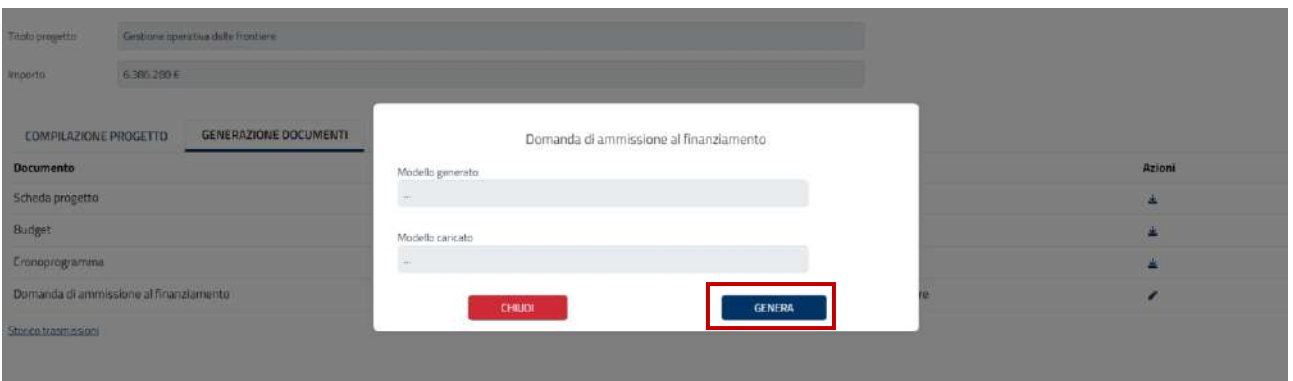 Titolo progetto Gestione operativa delle frontiere
Importo 6.386.280 €
COMPILAZIONE PROGETTO GENERAZIONE DOCUMENTI
Domanda di ammissione al finanziamento
Documento Azioni
Modello generato
...
Scheda progetto
Budget
Modello caricato
...
Cronoprogramma
Domanda di ammissione al finanziamento re
CHIUDI GENERA
Storico trasmissioni